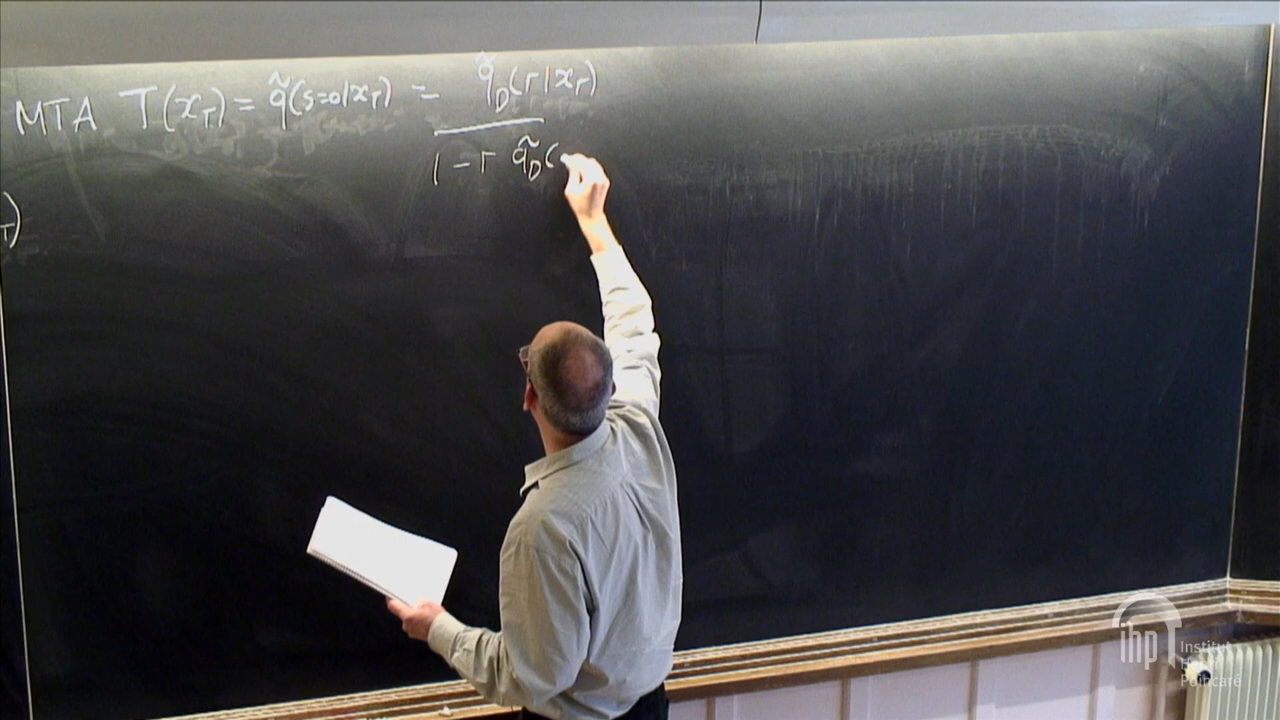 MTA T(x_T) = q̃(s=0|x_T) = q̃_D(r|x_T)
1 - r q̃_D(
T)
ihp
Institut
Henri
Poincaré